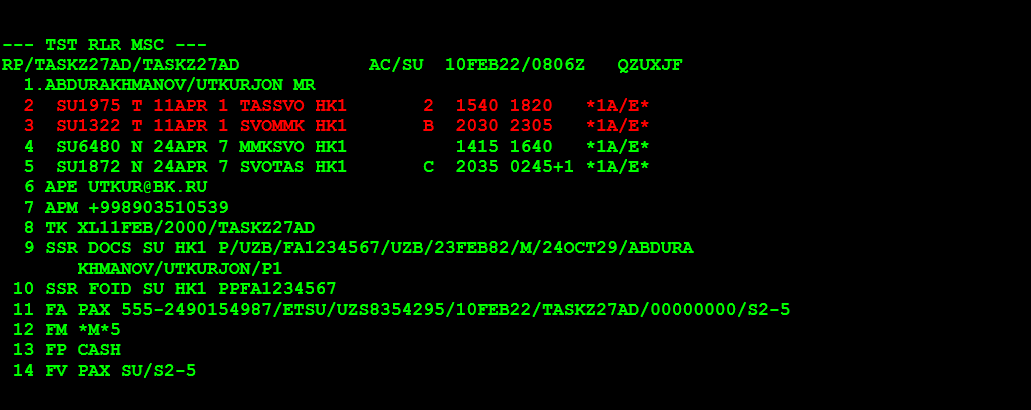 --- TST RLR MSC ---
RP/TASKZ27AD/TASKZ27AD            AC/SU  10FEB22/0806Z   QZUXJF
  1.ABDURAKHMANOV/UTKURJON MR
  2  SU1975 T 11APR 1 TASSVO HK1       2  1540 1820   *1A/E*
  3  SU1322 T 11APR 1 SVOMMK HK1       B  2030 2305   *1A/E*
  4  SU6480 N 24APR 7 MMKSVO HK1          1415 1640   *1A/E*
  5  SU1872 N 24APR 7 SVOTAS HK1       C  2035 0245+1 *1A/E*
  6 APE UTKUR@BK.RU
  7 APM +998903510539
  8 TK XL11FEB/2000/TASKZ27AD
  9 SSR DOCS SU HK1 P/UZB/FA1234567/UZB/23FEB82/M/24OCT29/ABDURA
       KHMANOV/UTKURJON/P1
 10 SSR FOID SU HK1 PPFA1234567
 11 FA PAX 555-2490154987/ETSU/UZS8354295/10FEB22/TASKZ27AD/00000000/S2-5
 12 FM *M*5
 13 FP CASH
 14 FV PAX SU/S2-5